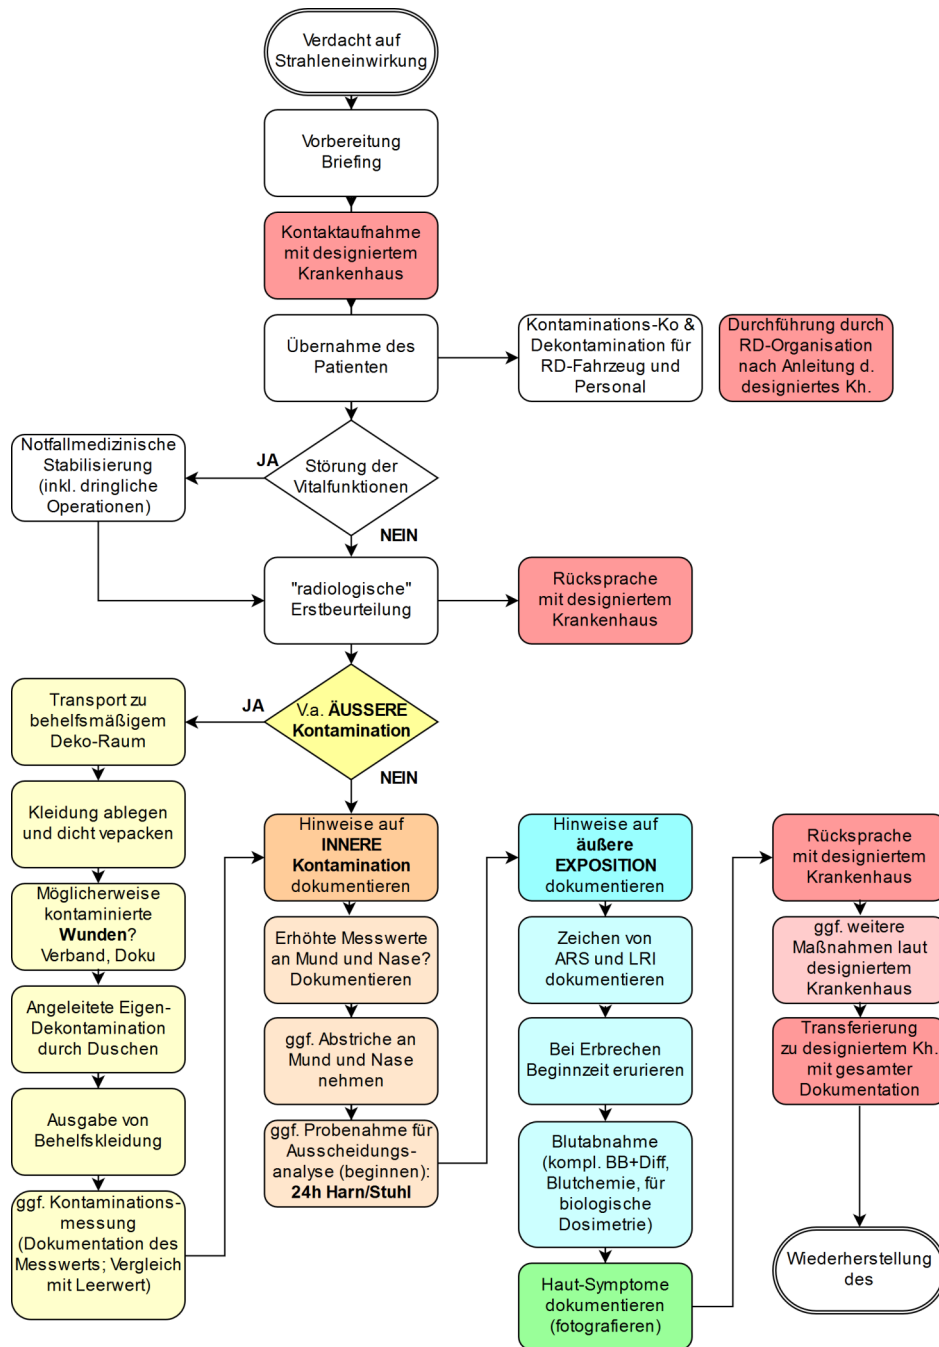 Verdacht auf
Strahleneinwirkung
Vorbereitung
Briefing
Kontaktaufnahme
mit designiertem
Krankenhaus
Übernahme des
Patienten
Kontaminations-Ko &
Dekontamination für
RD-Fahrzeug und
Personal
Durchführung durch
RD-Organisation
nach Anleitung d.
designiertes Kh.
Störung der
Vitalfunktionen
JA
NEIN
Notfallmedizinische
Stabilisierung
(inkl. dringliche
Operationen)
"radiologische"
Erstbeurteilung
Rücksprache
mit designiertem
Krankenhaus
V.a. ÄUSSERE
Kontamination
JA
NEIN
Transport zu
behelfsmäßigem
Deko-Raum
Kleidung ablegen
und dicht vepacken
Möglicherweise
kontaminierte
Wunden?
Verband, Doku
Angeleitete Eigen-
Dekontamination
durch Duschen
Ausgabe von
Behelfskleidung
ggf. Kontaminations-
messung
(Dokumentation des
Messwerts; Vergleich
mit Leerwert)
Hinweise auf
INNERE
Kontamination
dokumentieren
Erhöhte Messwerte
an Mund und Nase?
Dokumentieren
ggf. Abstriche an
Mund und Nase
nehmen
ggf. Probenahme für
Ausscheidungs-
analyse (beginnen):
24h Harn/Stuhl
Hinweise auf
äußere
EXPOSITION
dokumentieren
Zeichen von
ARS und LRI
dokumentieren
Bei Erbrechen
Beginnzeit erurieren
Blutabnahme
(kompl. BB+Diff,
Blutchemie, für
biologische
Dosimetrie)
Haut-Symptome
dokumentieren
(fotografieren)
Rücksprache
mit designiertem
Krankenhaus
ggf. weitere
Maßnahmen laut
designiertem
Krankenhaus
Transferierung
zu designiertem Kh.
mit gesamter
Dokumentation
Wiederherstellung
des